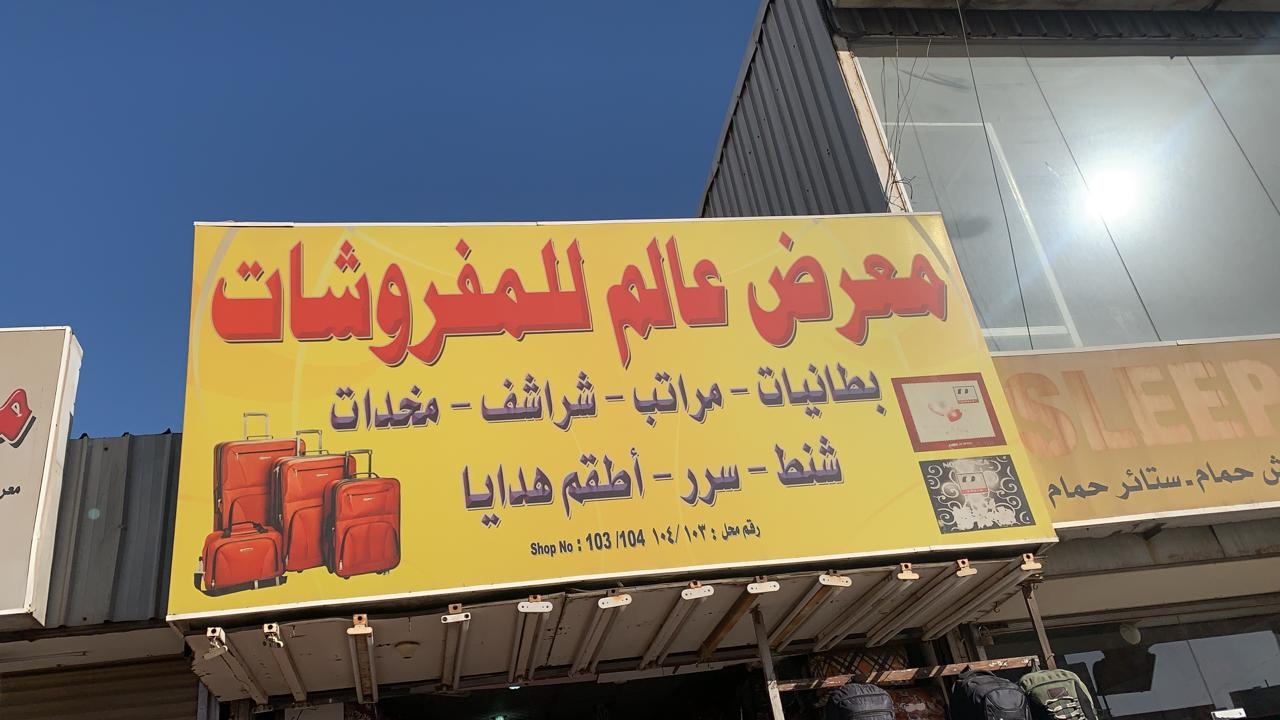 معرض عالم للمفروشات
بطانيات - مراتب - شراشف - مخدات
شنط - سرر - أطقم هدايا
رقم محل : ١٠٣ /١٠٤ Shop No : 103 /104
SLEEP
ش حمام - ستائر حمام